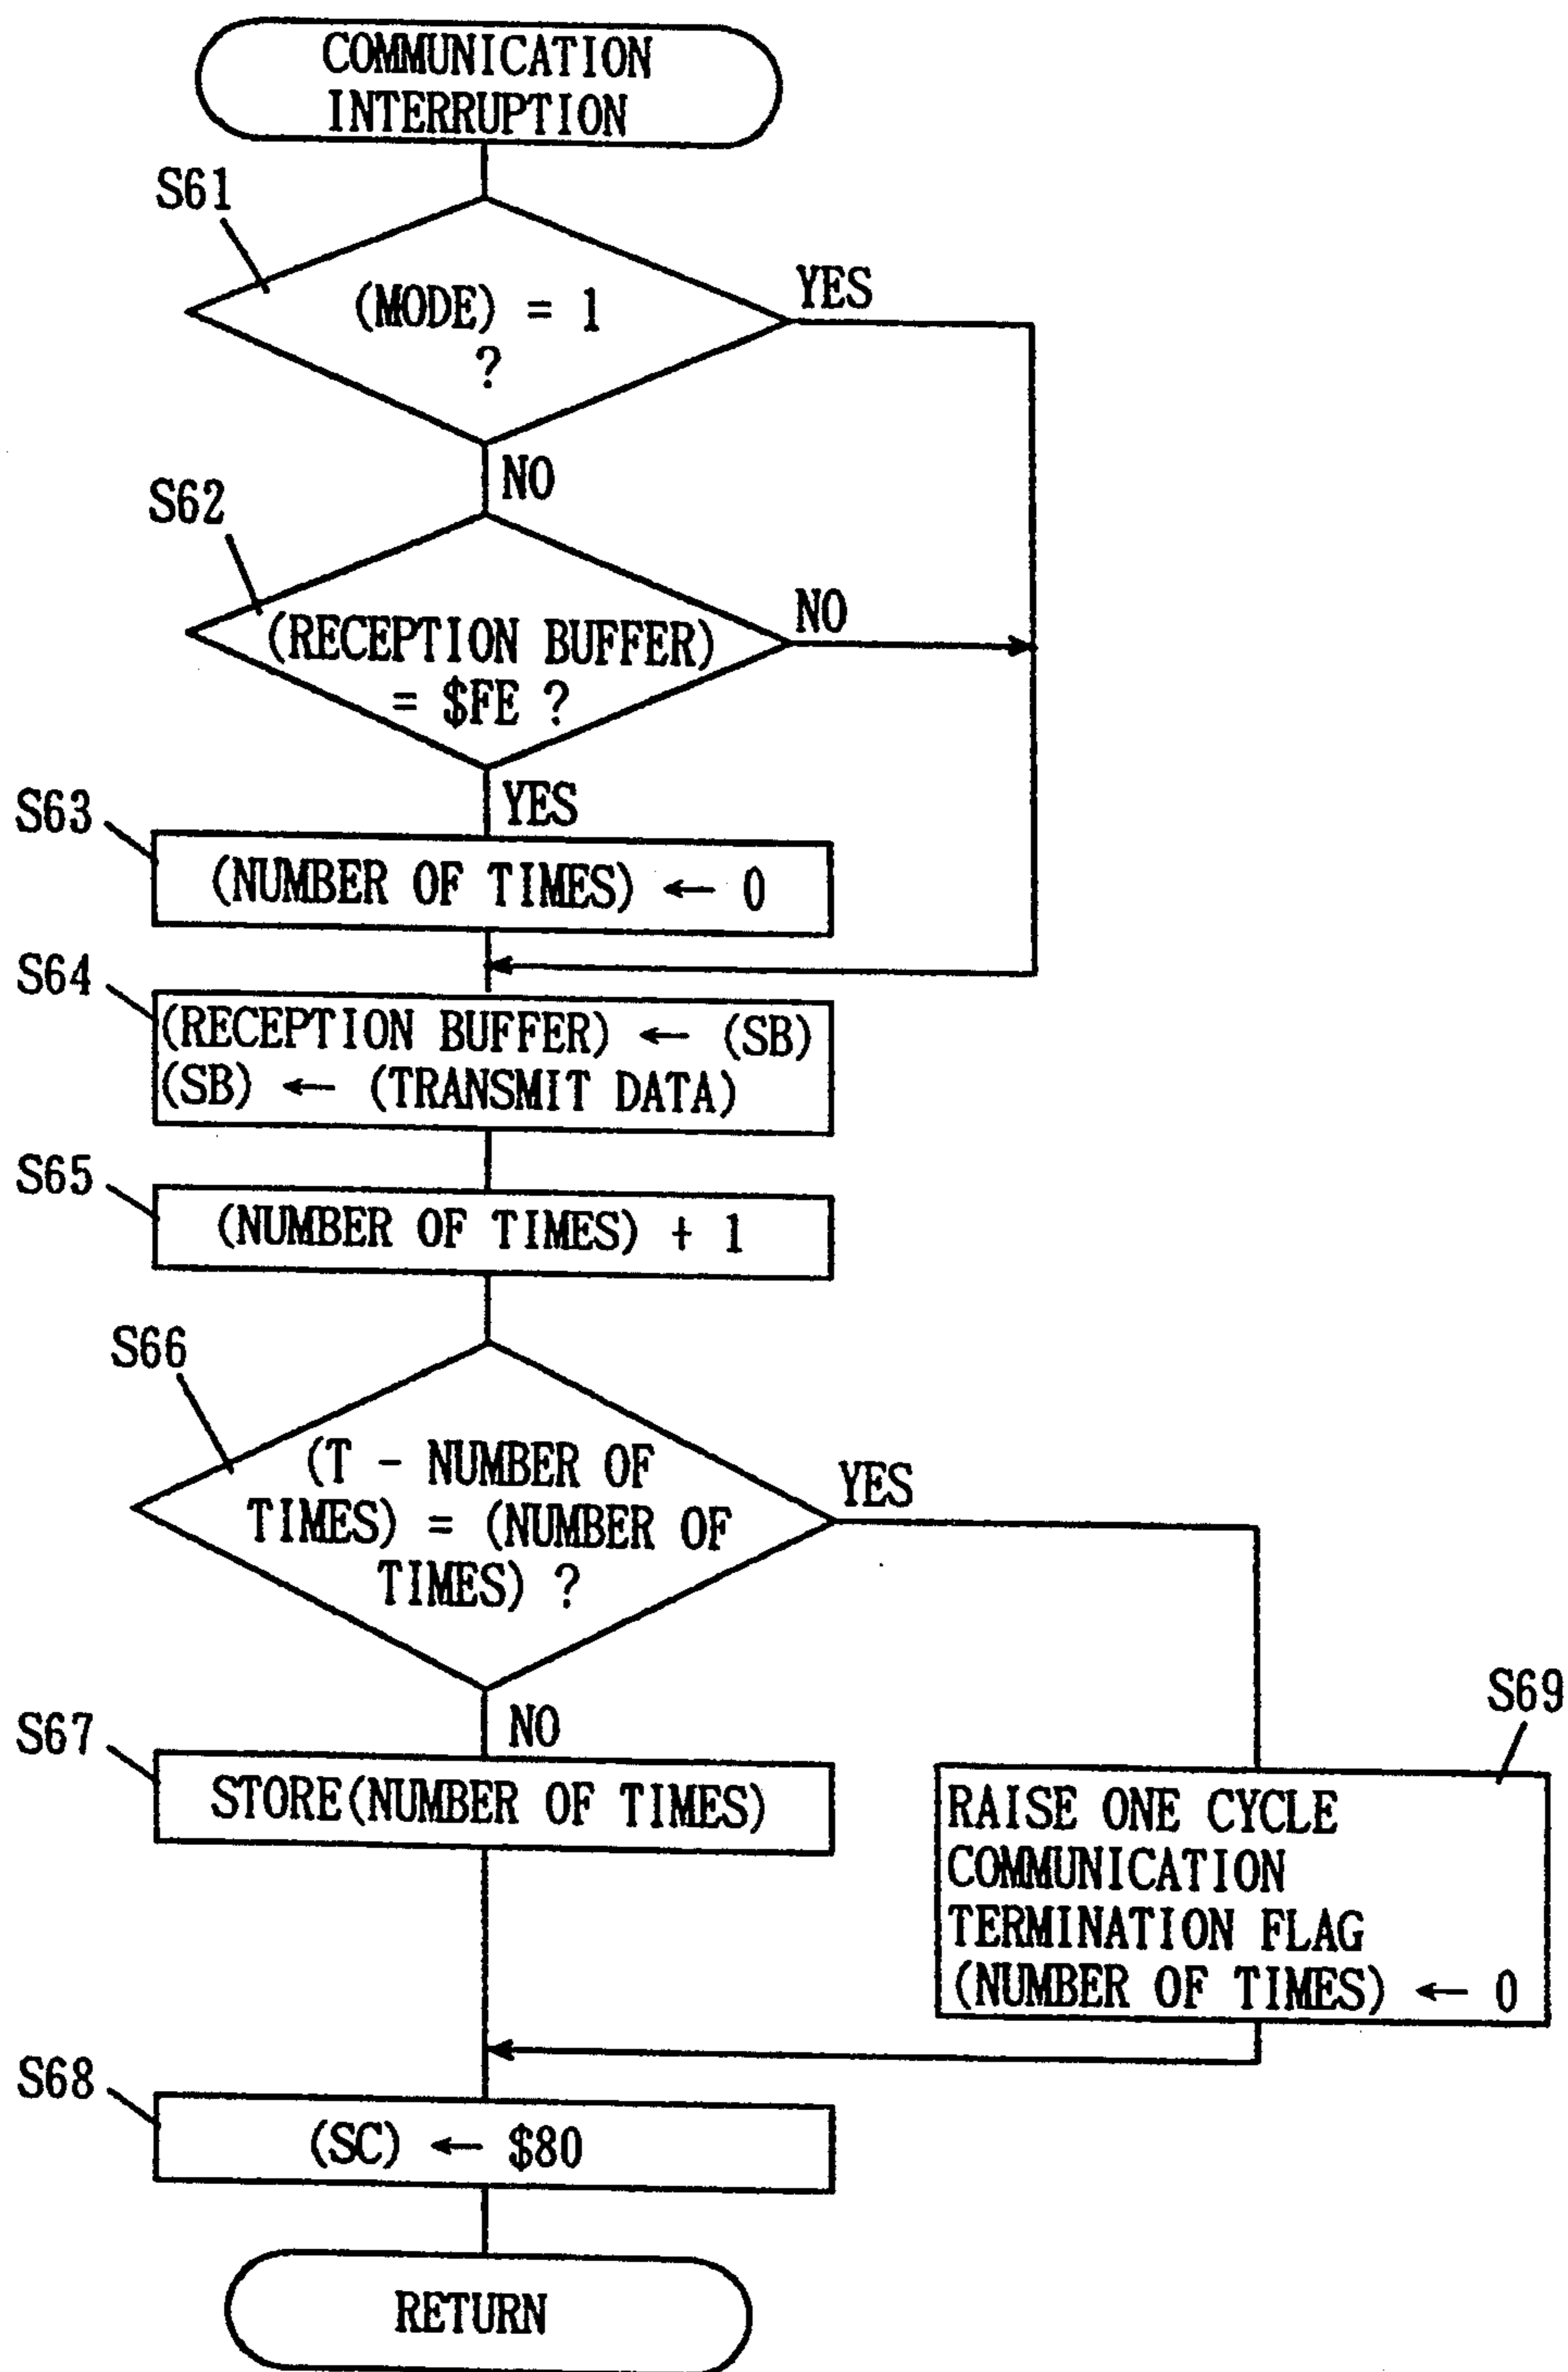 COMMUNICATION
INTERRUPTION
S61
(MODE) = 1
?
YES
NO
S62
(RECEPTION BUFFER)
= $FE ?
NO
YES
S63
(NUMBER OF TIMES) ← 0
S64
(RECEPTION BUFFER) ← (SB)
(SB) ← (TRANSMIT DATA)
S65
(NUMBER OF TIMES) + 1
S66
(T - NUMBER OF
TIMES) = (NUMBER OF
TIMES) ?
YES
NO
S67
STORE(NUMBER OF TIMES)
S69
RAISE ONE CYCLE
COMMUNICATION
TERMINATION FLAG
(NUMBER OF TIMES) ← 0
S68
(SC) ← $80
RETURN